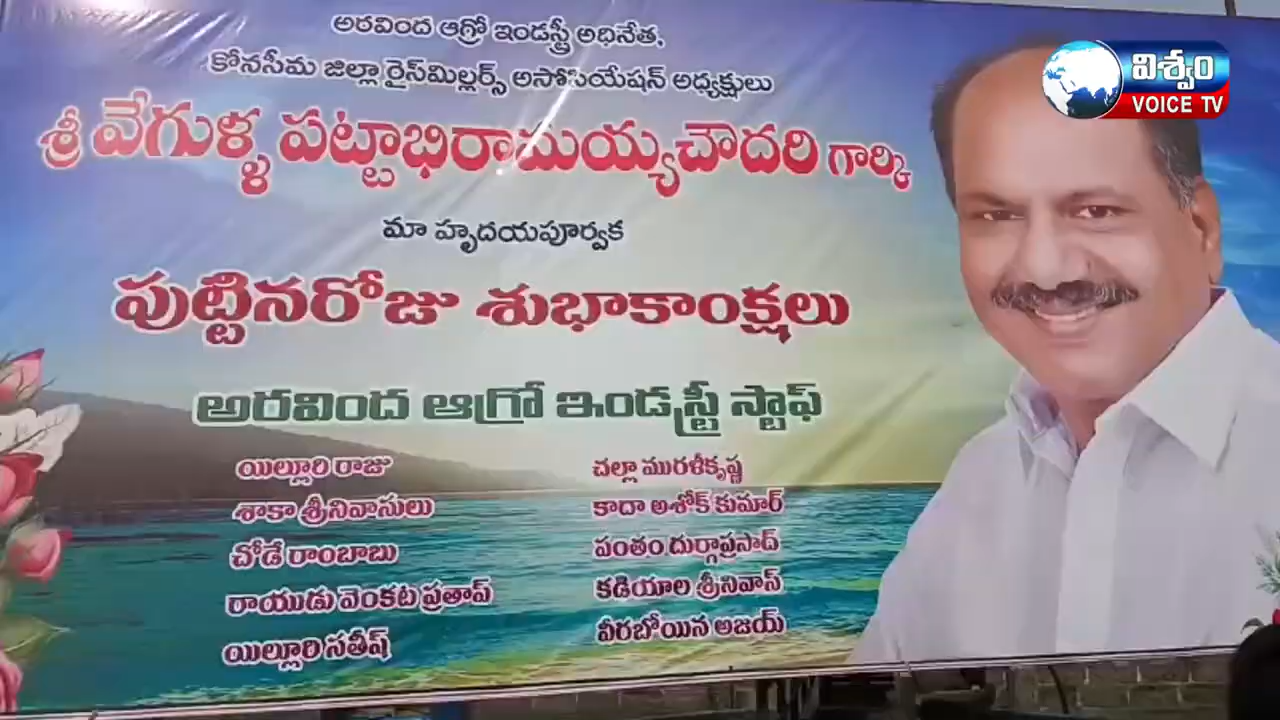 అరవింద ఆగ్రో ఇండస్ట్రీ అధినేత,
కోనసీమ జిల్లా రైస్‌మిల్లర్స్ అసోసియేషన్ అధ్యక్షులు
శ్రీ వేగుళ్ళ పట్టాభిరామయ్యచౌదరి గార్కి
మా హృదయపూర్వక
పుట్టినరోజు శుభాకాంక్షలు
అరవింద ఆగ్రో ఇండస్ట్రీ స్టాఫ్
యిల్లూరి రాజు
శాకా శ్రీనివాసులు
చోడే రాంబాబు
రాయుడు వెంకట ప్రతాప్
యిల్లూరి సతీష్
చల్లా మురళీకృష్ణ
కాదా అశోక్ కుమార్
పంతం దుర్గాప్రసాద్
కడియాల శ్రీనివాస్
వీరబోయిన అజయ్
విశ్వం
VOICE TV